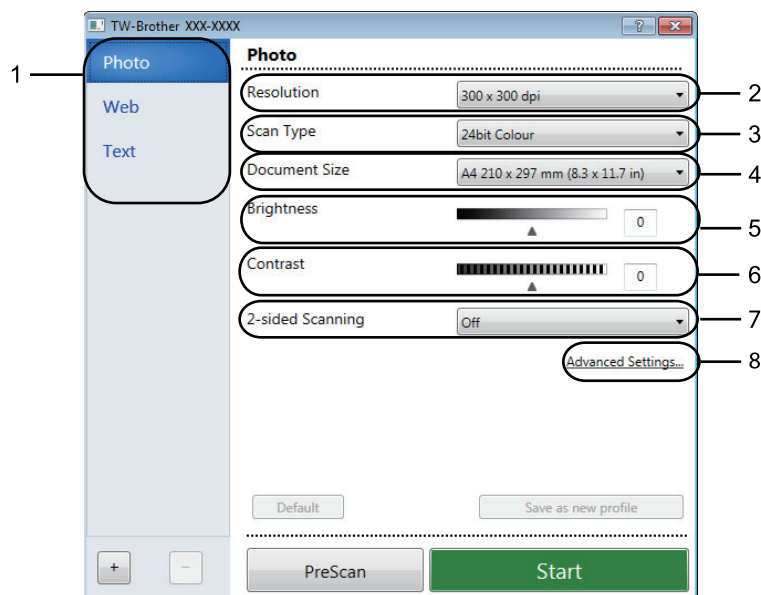 TW-Brother XXX-XXXX
?
1
Photo
Web
Text
Photo
Resolution
300 x 300 dpi
2
Scan Type
24bit Colour
3
Document Size
A4 210 x 297 mm (8.3 x 11.7 in)
4
Brightness
0
5
Contrast
0
6
2-sided Scanning
Off
7
Advanced Settings...
8
Default
Save as new profile
+
−
PreScan
Start